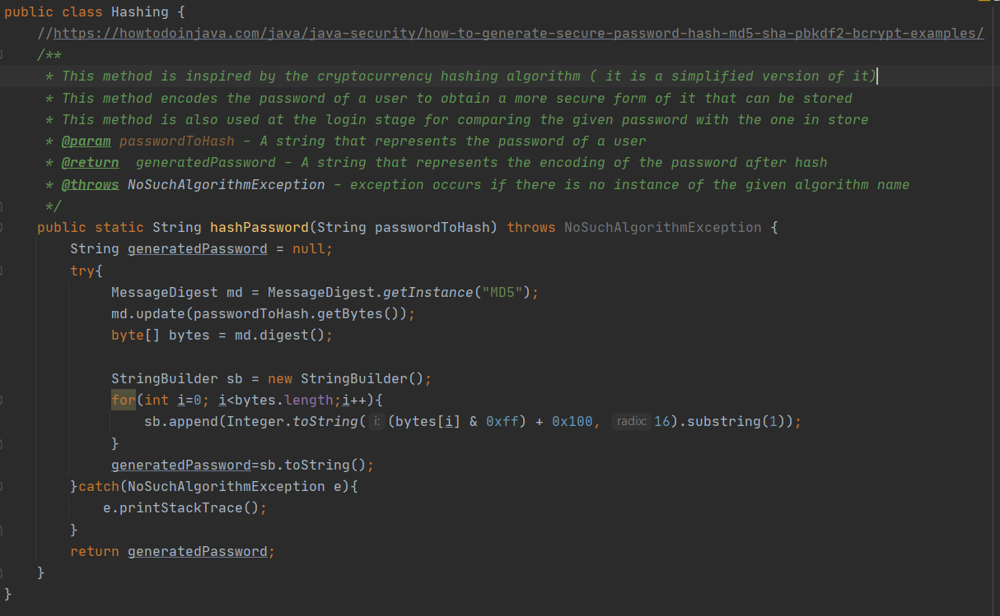 public class Hashing {
//https://howtodoinjava.com/java/java-security/how-to-generate-secure-password-hash-md5-sha-pbkdf2-bcrypt-examples/
/**
* This method is inspired by the cryptocurrency hashing algorithm ( it is a simplified version of it)
* This method encodes the password of a user to obtain a more secure form of it that can be stored
* This method is also used at the login stage for comparing the given password with the one in store
* @param passwordToHash - A string that represents the password of a user
* @return  generatedPassword - A string that represents the encoding of the password after hash
* @throws NoSuchAlgorithmException - exception occurs if there is no instance of the given algorithm name
*/
public static String hashPassword(String passwordToHash) throws NoSuchAlgorithmException {
String generatedPassword = null;
try{
MessageDigest md = MessageDigest.getInstance("MD5");
md.update(passwordToHash.getBytes());
byte[] bytes = md.digest();
StringBuilder sb = new StringBuilder();
for(int i=0; i<bytes.length;i++){
sb.append(Integer.toString( i: (bytes[i] & 0xff) + 0x100, radix: 16).substring(1));
}
generatedPassword=sb.toString();
}catch(NoSuchAlgorithmException e){
e.printStackTrace();
}
return generatedPassword;
}
}